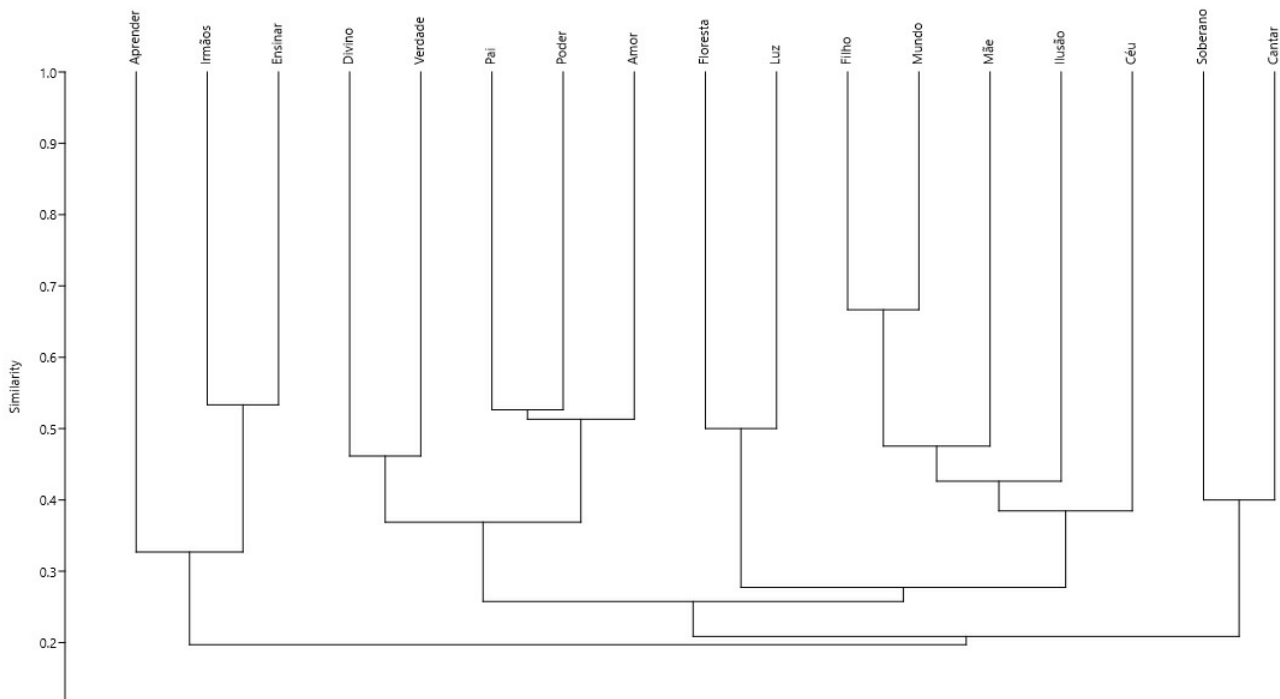 Aprender
Irmãos
Ensinar
Divino
Verdade
Pai
Poder
Amor
Floresta
Luz
Filho
Mundo
Mãe
Ilusão
Céu
Soberano
Cantar
1.0
0.9
0.8
0.7
0.6
0.5
0.4
0.3
0.2
Similarity